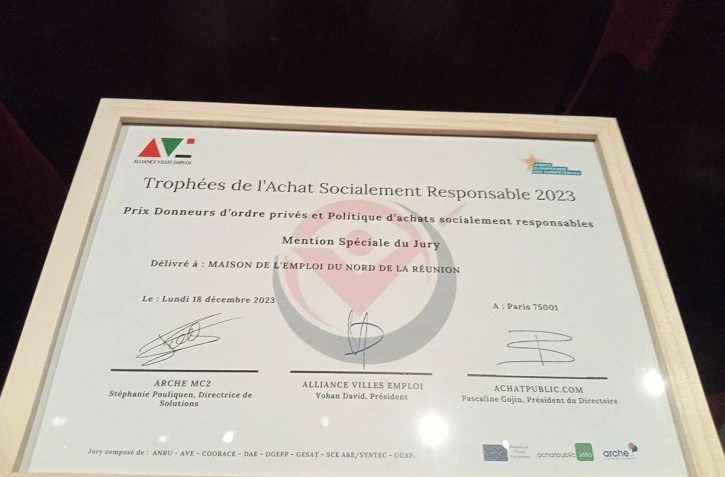 ALLIANCE VILLES EMPLOI
Trophées de l'Achat Socialement Responsable 2023
Prix Donneurs d'ordre privés et Politique d'achats socialement responsables
Mention Spéciale du Jury
Délivré à : MAISON DE L'EMPLOI DU NORD DE LA RÉUNION
Le : Lundi 18 décembre 2023
A : Paris 75001
ARCHE MC2
Stéphanie Pouliquen, Directrice de
Solutions
ALLIANCE VILLES EMPLOI
Yohan David, Président
ACHATPUBLIC.COM
Pascaline Gojin, Président du Directoire
Jury composé de : ANRU - AVE - COORACE - DAE - DGEFP - GESAT - SCE A&E/SYNTEC - UGAP.
achatpublic.info
arche